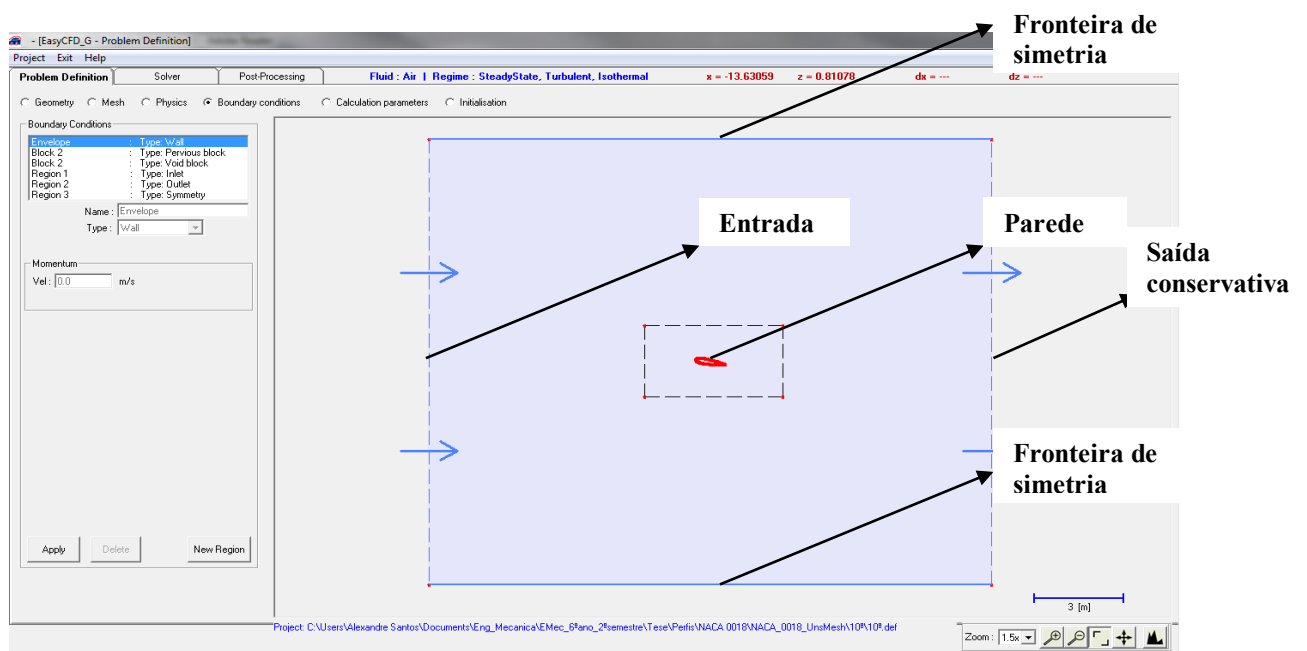 Fronteira de
simetria
- [EasyCFD_G - Problem Definition]
Project Exit Help
Problem Definition Solver Post-Processing Fluid : Air | Regime : SteadyState, Turbulent, Isothermal x = -13.63059 z = 0.81078 dx = --- dz = ---
Geometry Mesh Physics Boundary conditions Calculation parameters Initialisation
Boundary Conditions
Envelope : Type: Wall
Block 2 : Type: Pervious block
Block 2 : Type: Void block
Region 1 : Type: Inlet
Region 2 : Type: Outlet
Region 3 : Type: Symmetry
Name : Envelope
Type : Wall
Entrada
Parede
Saída
conservativa
Momentum
Vel : 0.0 m/s
Fronteira de
simetria
Apply Delete New Region
3 [m]
Project: C:\Users\Alexandre Santos\Documents\Eng_Mecanica\EMec_6ºano_2ºsemestre\Tese\Perfis\NACA 0018\NACA_0018_UnsMesh\10º\10º.def
Zoom : 1.5x